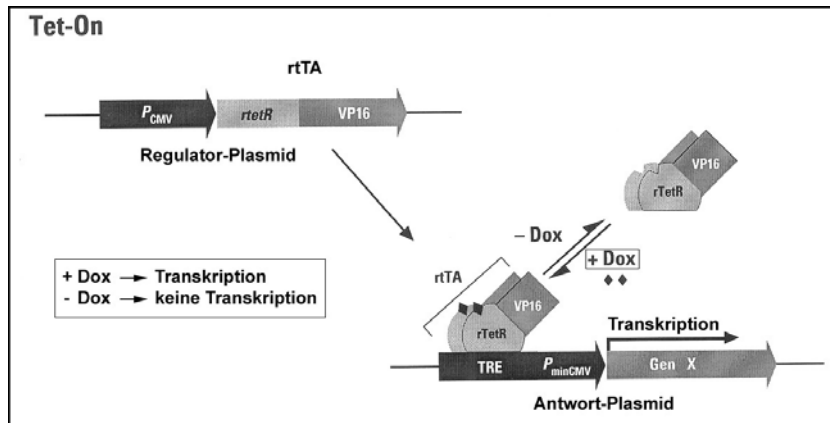 Tet-On
rtTA
PCMV rtetR VP16
Regulator-Plasmid
VP16
rTetR
– Dox
+ Dox
+ Dox → Transkription
- Dox → keine Transkription
rtTA
VP16
rTetR
Transkription
TRE PminCMV Gen X
Antwort-Plasmid